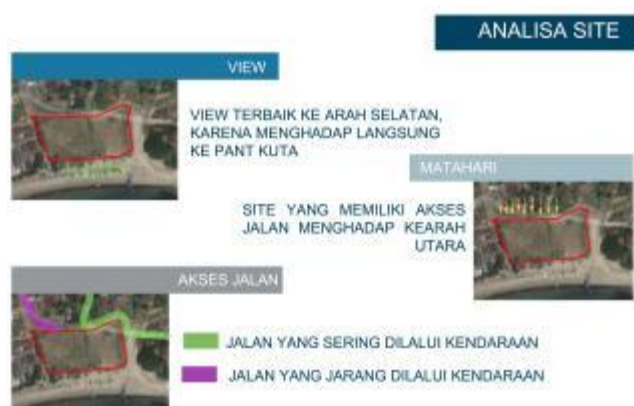 ANALISA SITE
VIEW
VIEW TERBAIK KE ARAH SELATAN,
KARENA MENGHADAP LANGSUNG
KE PANT KUTA
MATAHARI
SITE YANG MEMILIKI AKSES
JALAN MENGHADAP KEARAH
UTARA
AKSES JALAN
JALAN YANG SERING DILALUI KENDARAAN
JALAN YANG JARANG DILALUI KENDARAAN